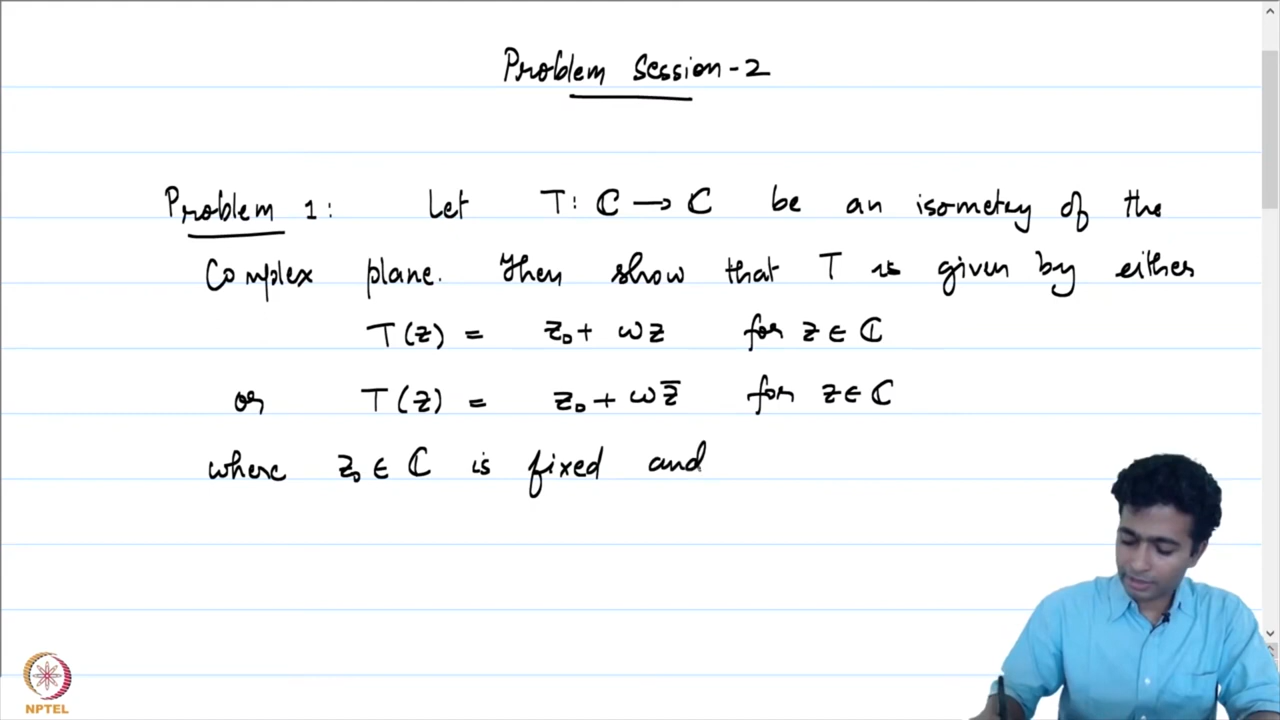 Problem Session-2
Problem 1: Let T: ℂ → ℂ be an isometry of the
Complex plane. Then show that T is given by either
T(z) = z₀ + ωz for z ∈ ℂ
or T(z) = z₀ + ωz̄ for z ∈ ℂ
where z₀ ∈ ℂ is fixed and
NPTEL